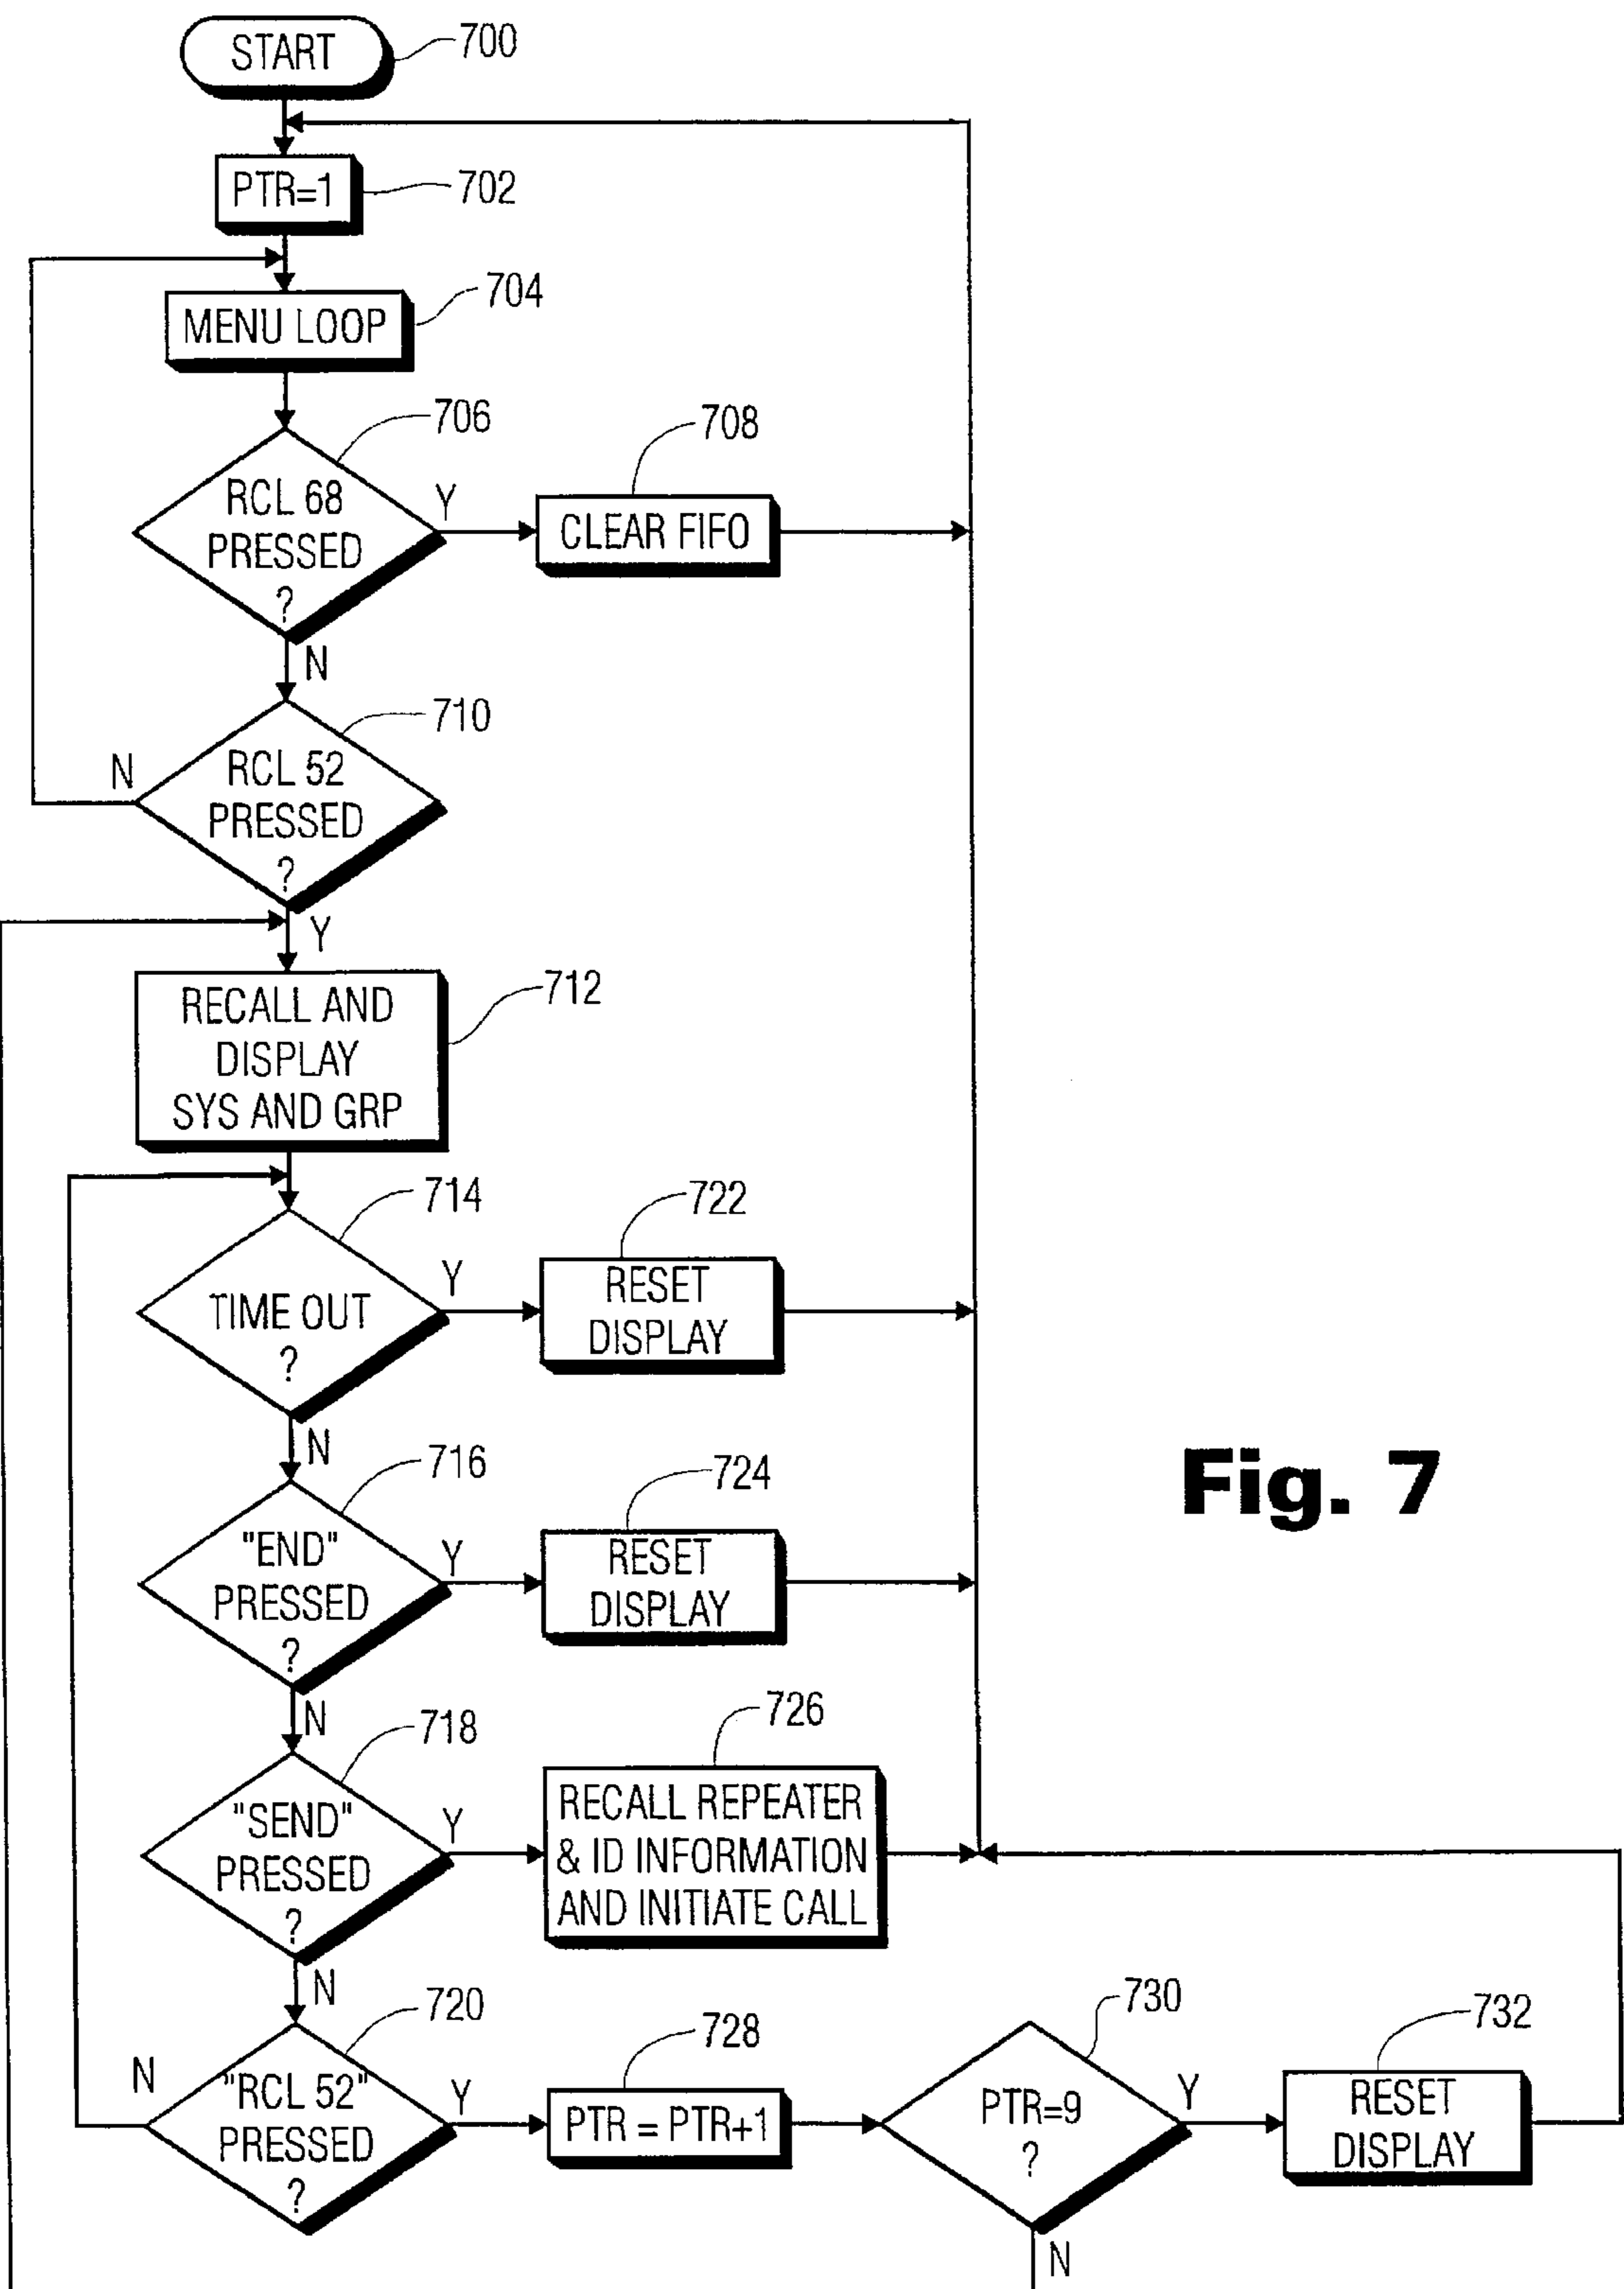 START
700
PTR=1
702
MENU LOOP
704
706
RCL 68
PRESSED
?
Y
N
708
CLEAR FIFO
710
RCL 52
PRESSED
?
N
Y
RECALL AND
DISPLAY
SYS AND GRP
712
714
TIME OUT
?
Y
N
722
RESET
DISPLAY
716
"END"
PRESSED
?
Y
N
724
RESET
DISPLAY
Fig. 7
718
"SEND"
PRESSED
?
Y
N
726
RECALL REPEATER
& ID INFORMATION
AND INITIATE CALL
720
"RCL 52"
PRESSED
?
N
Y
728
PTR = PTR+1
730
PTR=9
?
Y
N
732
RESET
DISPLAY